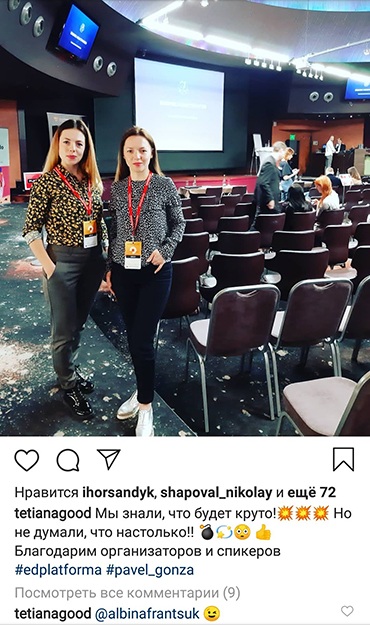 Нравится ihorsandyk, shapoval_nikolay и ещё 72
tetianagood Мы знали, что будет круто!💥💥💥 Но
не думали, что настолько!! 💣💫😳 👍
Благодарим организаторов и спикеров
#edplatforma #pavel_gonza
Посмотреть все комментарии (9)
tetianagood @albinafrantsuk 😉